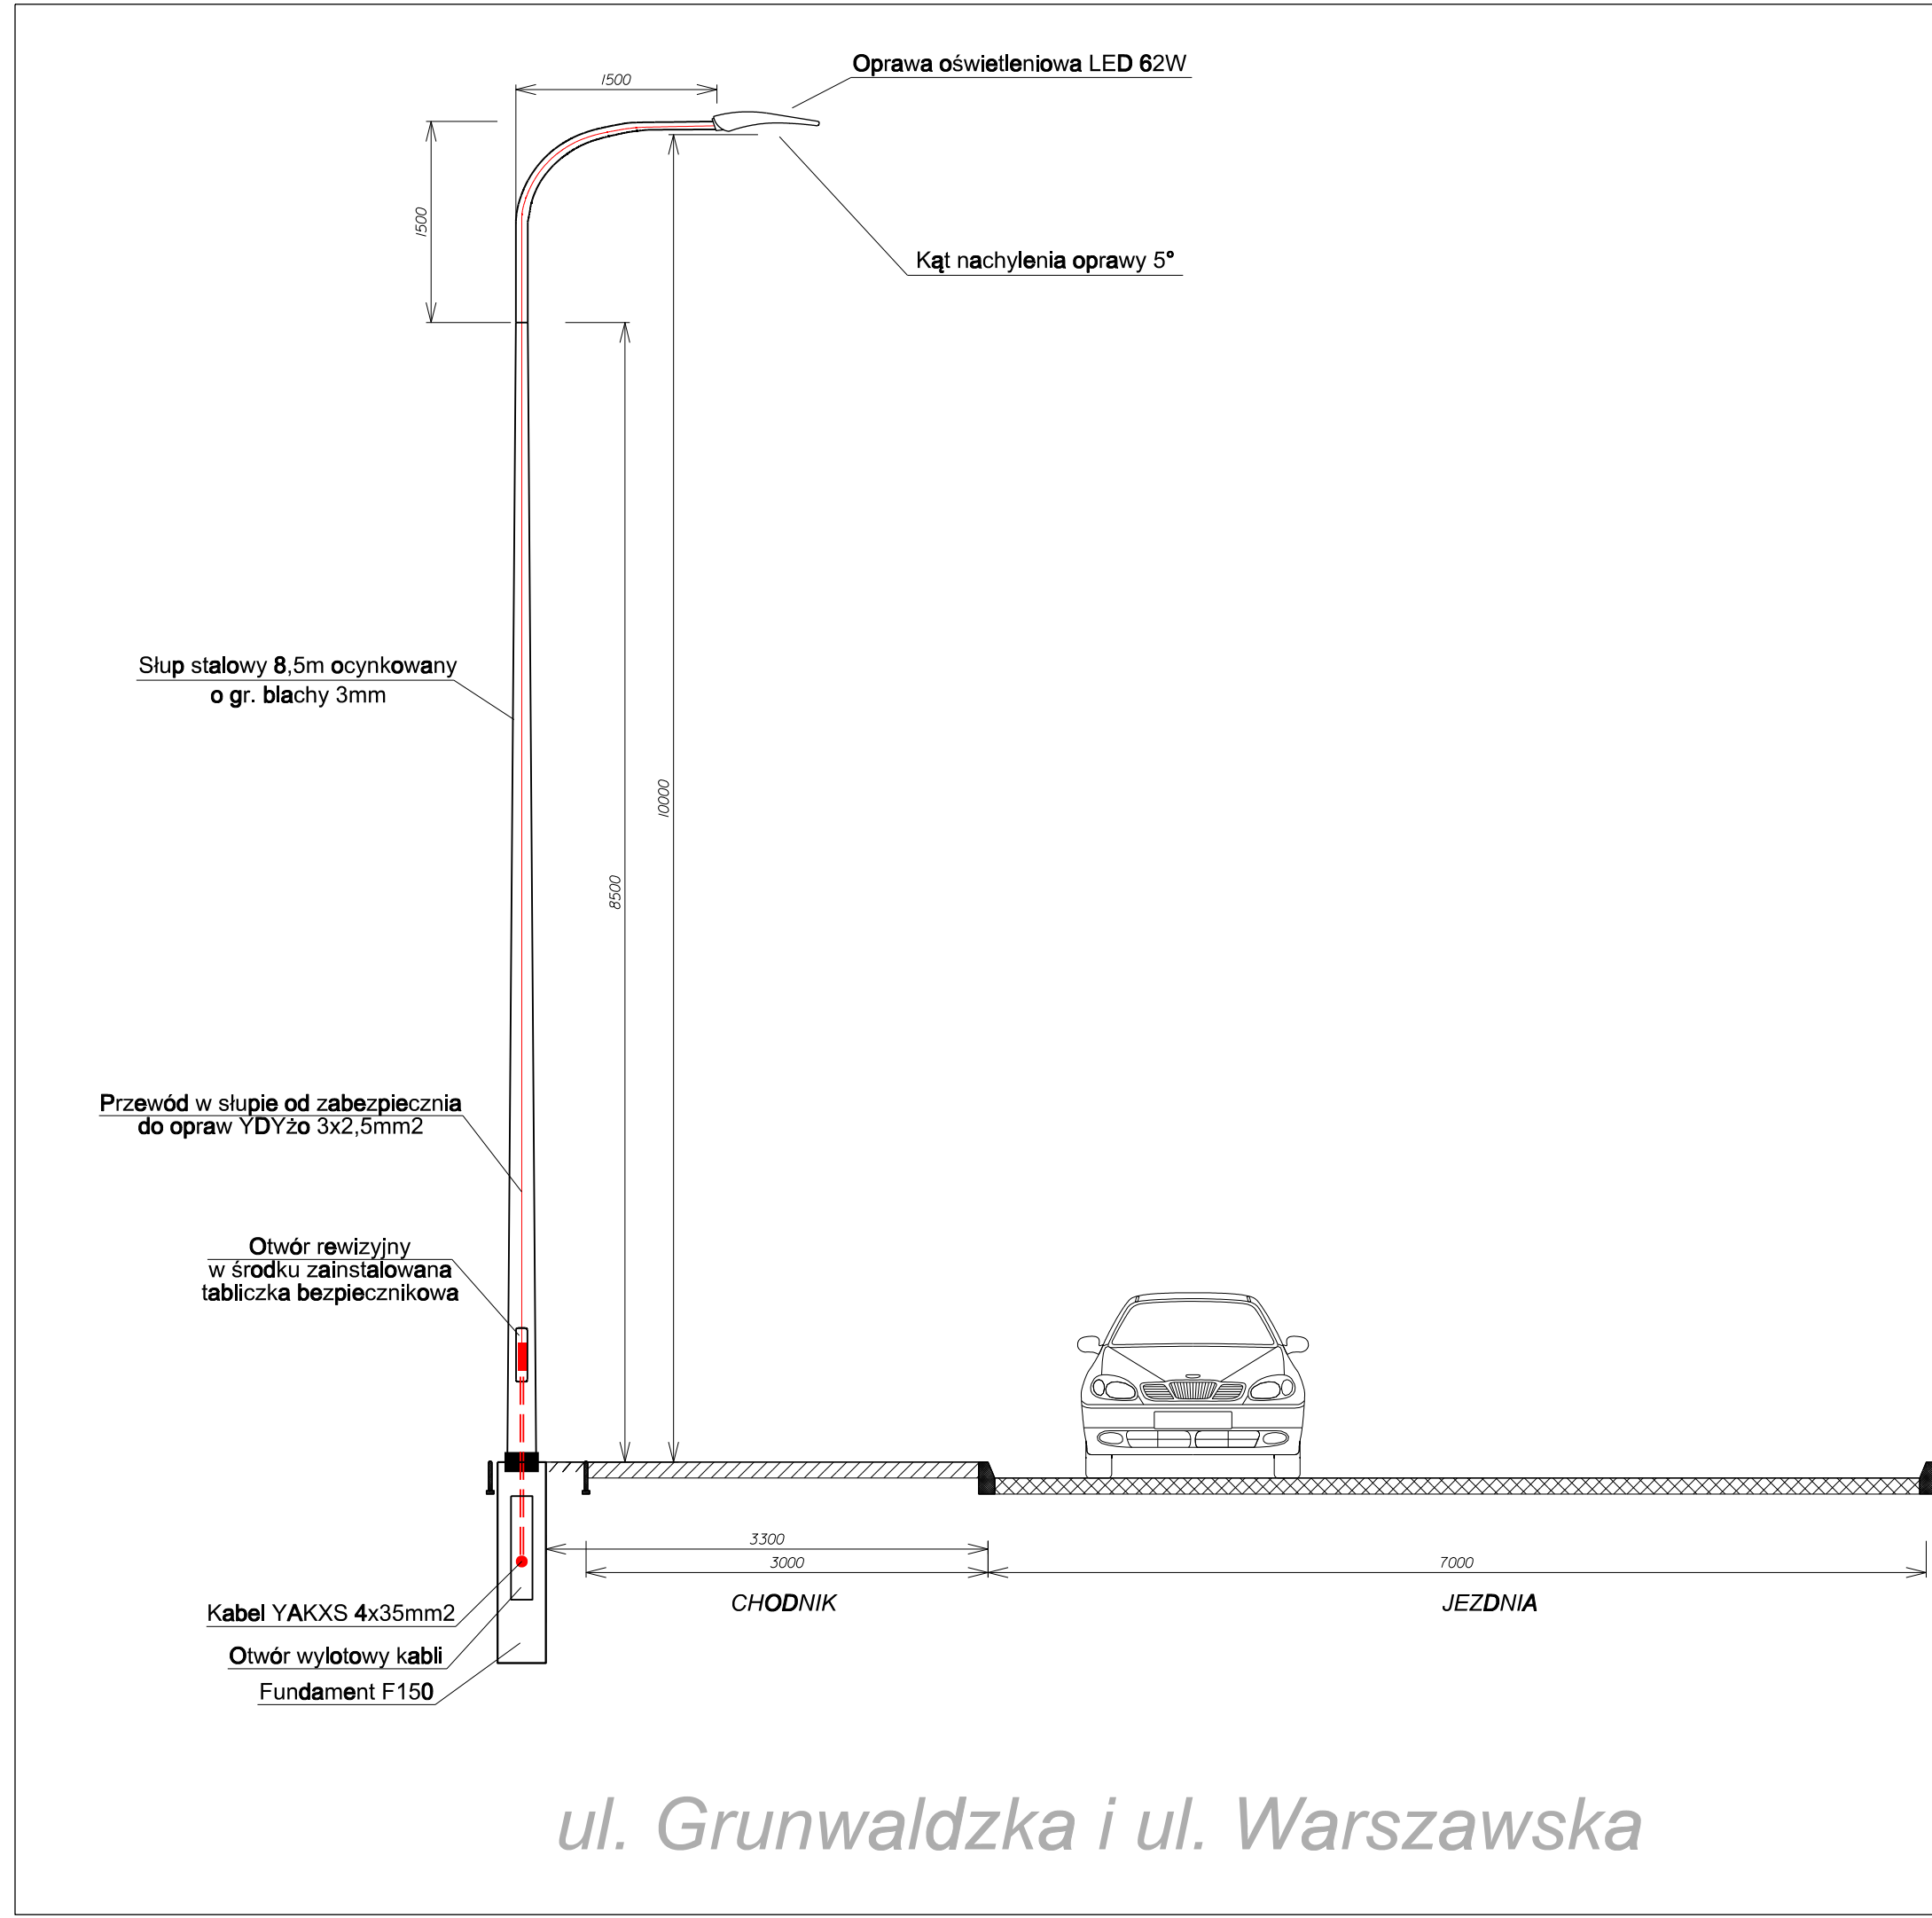 Oprawa oświetleniowa LED 62W
1500
1500
Kąt nachylenia oprawy 5°
Słup stalowy 8,5m ocynkowany
o gr. blachy 3mm
10000
8500
Przewód w słupie od zabezpiecznia
do opraw YDYżo 3x2,5mm2
Otwór rewizyjny
w środku zainstalowana
tabliczka bezpiecznikowa
3300
3000
7000
CHODNIK
JEZDNIA
Kabel YAKXS 4x35mm2
Otwór wylotowy kabli
Fundament F150
ul. Grunwaldzka i ul. Warszawska